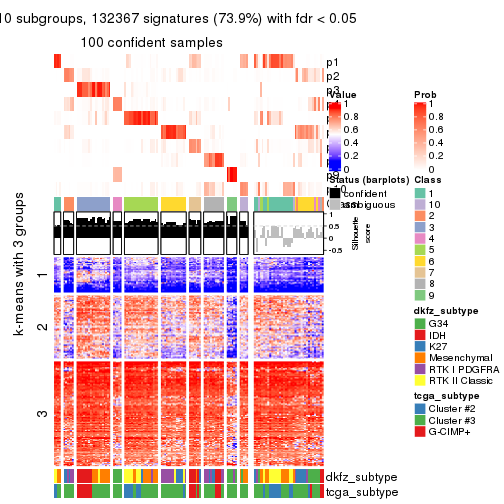 10 subgroups, 132367 signatures (73.9%) with fdr < 0.05
100 confident samples
p1
p2
p3
Value
1
0.8
0.6
0.4
0.2
0
Prob
1
0.8
0.6
0.4
0.2
0
Status (barplots)
confident
ambiguous
Class
1
10
2
3
4
5
6
7
8
9
1
0.5
0
-0.5
Silhouette
score
k-means with 3 groups
1
2
3
dkfz_subtype
G34
IDH
K27
Mesenchymal
RTK I PDGFRA
RTK II Classic
tcga_subtype
Cluster #2
Cluster #3
G-CIMP+
dkfz_subtype
tcga_subtype